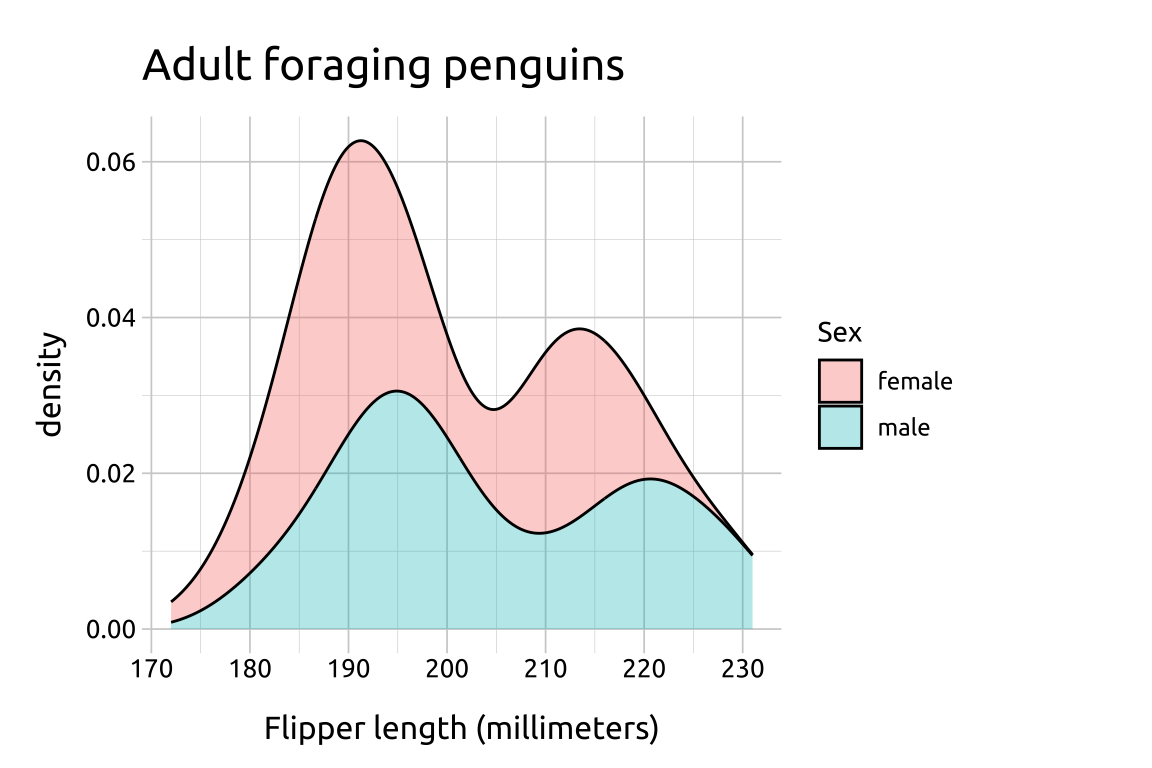 Adult foraging penguins
0.06
0.04
0.02
0.00
density
170 180 190 200 210 220 230
Flipper length (millimeters)
Sex
female
male